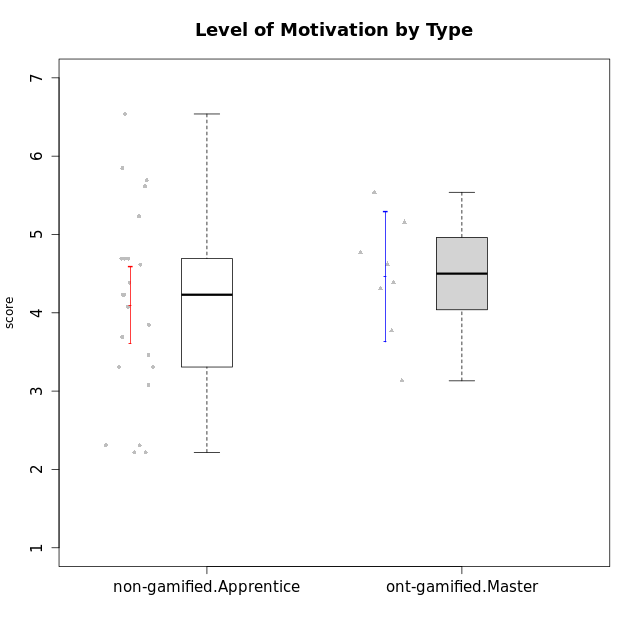 Level of Motivation by Type
7
6
5
4
3
2
1
score
non-gamified.Apprentice
ont-gamified.Master